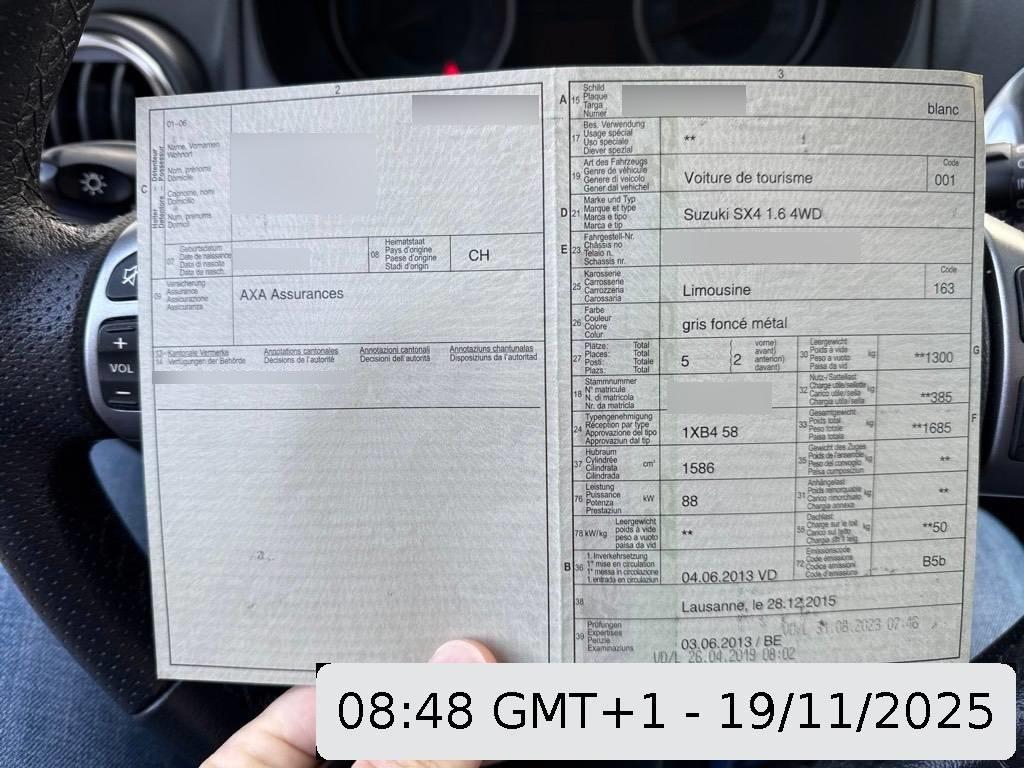 2
01-06
C
Halter - Détenteur
Detentore - Possessur
Name, Vornamen
Wohnort
Nom, prénoms
Domicile
Cognome, nomi
Domicilio
Num, prenums
Domicil
07
Geburtsdatum
Date de naissance
Data di nascita
Data da nasch.
08
Heimatstaat
Pays d'origine
Paese d'origine
Stadi d'origin
CH
09
Versicherung
Assurance
Assicurazione
Assicuranza
AXA Assurances
13- Kantonale Vermerke
14 Verfügungen der Behörde
Annotations cantonales
Décisions de l'autorité
Annotazioni cantonali
Decisioni dell'autorità
Annotaziuns chantunalas
Disposiziuns da l'autoritad
3
A 15
Schild
Plaque
Targa
Numer
blanc
17
Bes. Verwendung
Usage spécial
Uso speciale
Diever spezial
**
19
Art des Fahrzeugs
Genre de véhicule
Genere di veicolo
Gener dal vehichel
Voiture de tourisme
Code
001
D 21
Marke und Typ
Marque et type
Marca e tipo
Marca e tip
Suzuki SX4 1.6 4WD
E 23
Fahrgestell-Nr.
Châssis no
Telaio n.
Schassis nr.
25
Karosserie
Carrosserie
Carrozzeria
Carossaria
Limousine
Code
163
26
Farbe
Couleur
Colore
Colur
gris foncé métal
27
Plätze: Total
Places: Total
Posti: Totale
Plazs: Total
5
2
vorne)
avant)
anteriori)
davant)
30
Leergewicht
Poids à vide
Peso a vuoto
Paisa da vid
kg
**1300
G
18
Stammnummer
N° matricule
N. di matricola
Nr. da matricla
32
Nutz-/Sattellast
Charge utile/sellette
Carico utile/sella
Chargia utila/sella
kg
**385
24
Typengenehmigung
Réception par type
Approvazione del tipo
Approvaziun dal tip
1XB4 58
33
Gesamtgewicht
Poids total
Peso totale
Paisa totala
kg
**1685
F
37
Hubraum
Cylindrée
Cilindrata
Cilindrada
cm³
1586
35
Gewicht des Zuges
Poids de l'ensemble
Peso del convoglio
Paisa cumposiziun
kg
**
76
Leistung
Puissance
Potenza
Prestaziun
kW
88
31
Anhängelast
Poids remorquable
Carico rimorchiato
Chargia annexa
kg
**
78 kW/kg
Leergewicht
poids à vide
peso a vuoto
paisa da vid
**
55
Dachlast
Charge sur le toit
Carico sul tetto
Chargia sin il tetg
kg
**50
B 36
1. Inverkehrsetzung
1re mise en circulation
1a messa in circolazione
1. entrada en circulaziun
04.06.2013 VD
72
Emissionscode
Code émissions
Codice emissioni
Code d'emissiuns
B5b
38
Lausanne, le 28.12.2015
39
Prüfungen
Expertises
Perizie
Examinaziuns
03.06.2013 / BE
VD/L 31.08.2023 07:46
VD/L 26.04.2019 08:02
VOL
08:48 GMT+1 - 19/11/2025